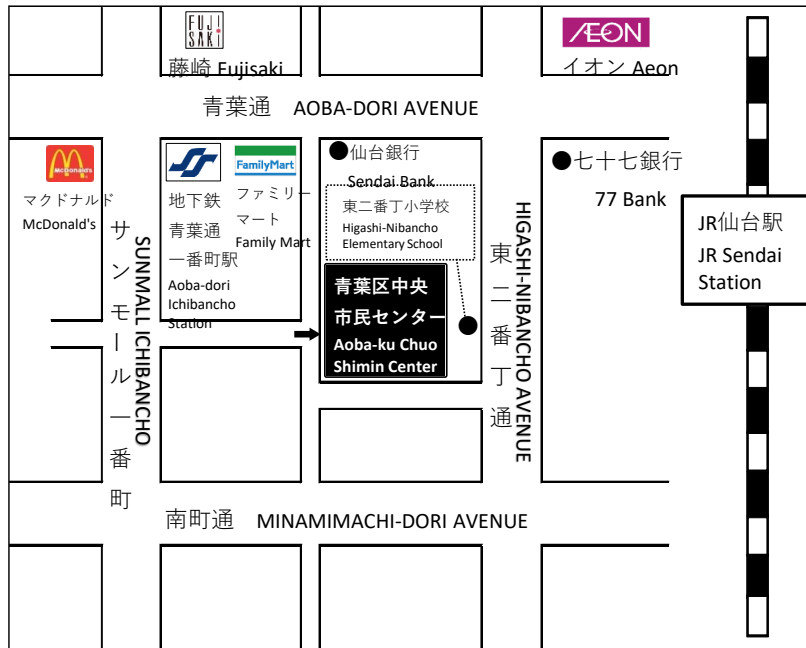 FUJI
SAKI
藤崎 Fujisaki
ÆON
イオン Aeon
青葉通 AOBA-DORI AVENUE
McDonald's
マクドナルド
McDonald's
サンモール一番町
SUNMALL ICHIBANCHO
地下鉄
青葉通
一番町駅
Aoba-dori
Ichibancho
Station
FamilyMart
ファミリー
マート
Family Mart
●仙台銀行
Sendai Bank
東二番丁小学校
Higashi-Nibancho
Elementary School
青葉区中央
市民センター
Aoba-ku Chuo
Shimin Center
東二番丁通
HIGASHI-NIBANCHO AVENUE
●七十七銀行
77 Bank
JR仙台駅
JR Sendai
Station
南町通 MINAMIMACHI-DORI AVENUE